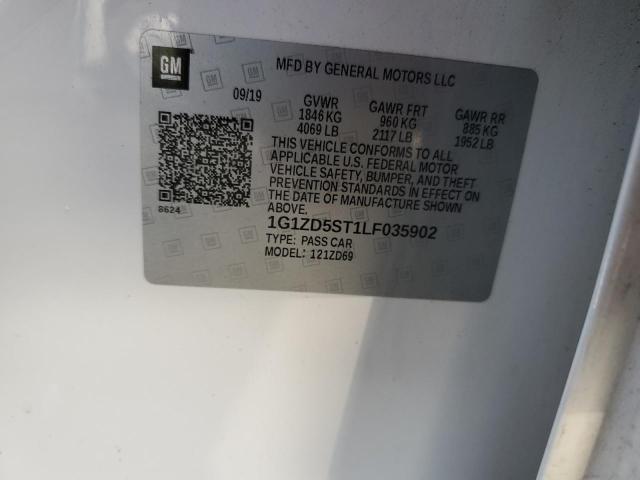 GM
MFD BY GENERAL MOTORS LLC
09/19 GVWR GAWR FRT GAWR RR
1846 KG 960 KG 885 KG
4069 LB 2117 LB 1952 LB
THIS VEHICLE CONFORMS TO ALL
APPLICABLE U.S. FEDERAL MOTOR
VEHICLE SAFETY, BUMPER, AND THEFT
PREVENTION STANDARDS IN EFFECT ON
THE DATE OF MANUFACTURE SHOWN
ABOVE.
8624
1G1ZD5ST1LF035902
TYPE: PASS CAR
MODEL: 121ZD69